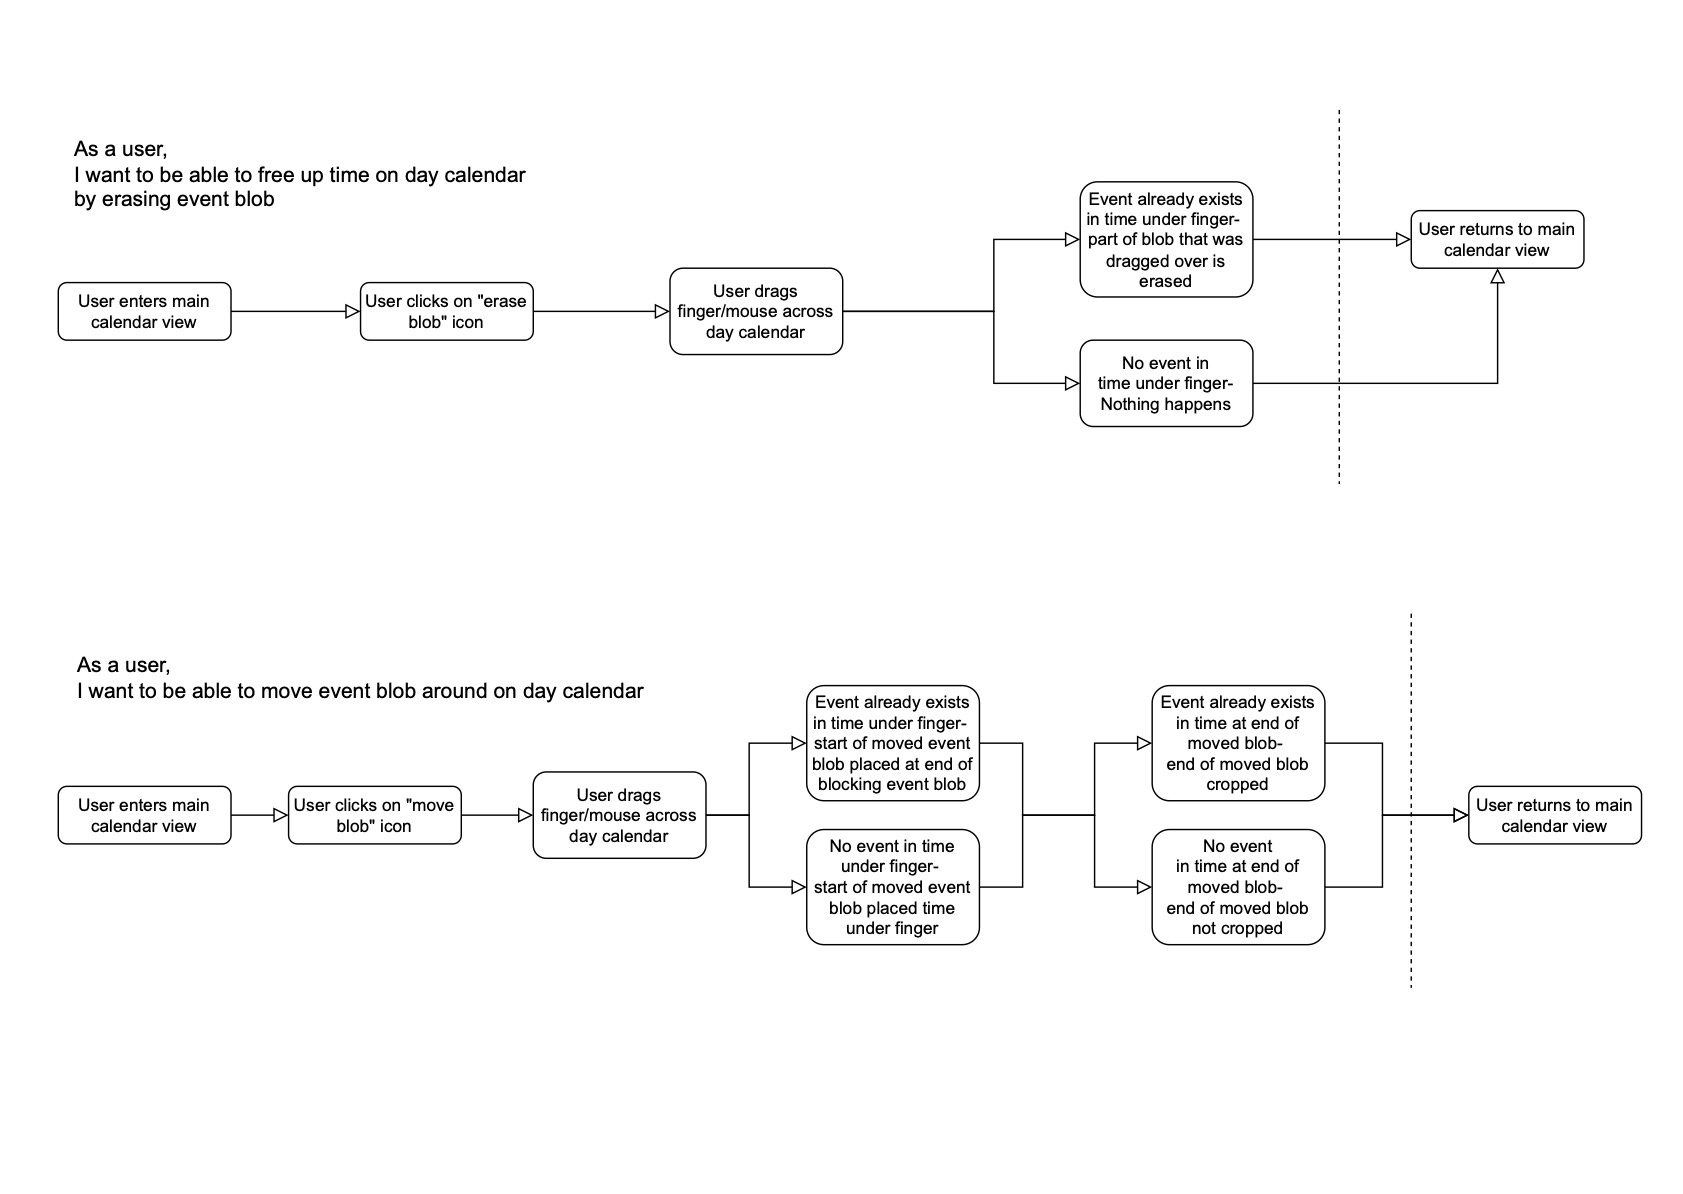 As a user,
I want to be able to free up time on day calendar
by erasing event blob
User enters main
calendar view
User clicks on "erase
blob" icon
User drags
finger/mouse across
day calendar
Event already exists
in time under finger-
part of blob that was
dragged over is
erased
No event in
time under finger-
Nothing happens
User returns to main
calendar view
As a user,
I want to be able to move event blob around on day calendar
User enters main
calendar view
User clicks on "move
blob" icon
User drags
finger/mouse across
day calendar
Event already exists
in time under finger-
start of moved event
blob placed at end of
blocking event blob
No event in time
under finger-
start of moved event
blob placed time
under finger
Event already exists
in time at end of
moved blob-
end of moved blob
cropped
No event
in time at end of
moved blob-
end of moved blob
not cropped
User returns to main
calendar view